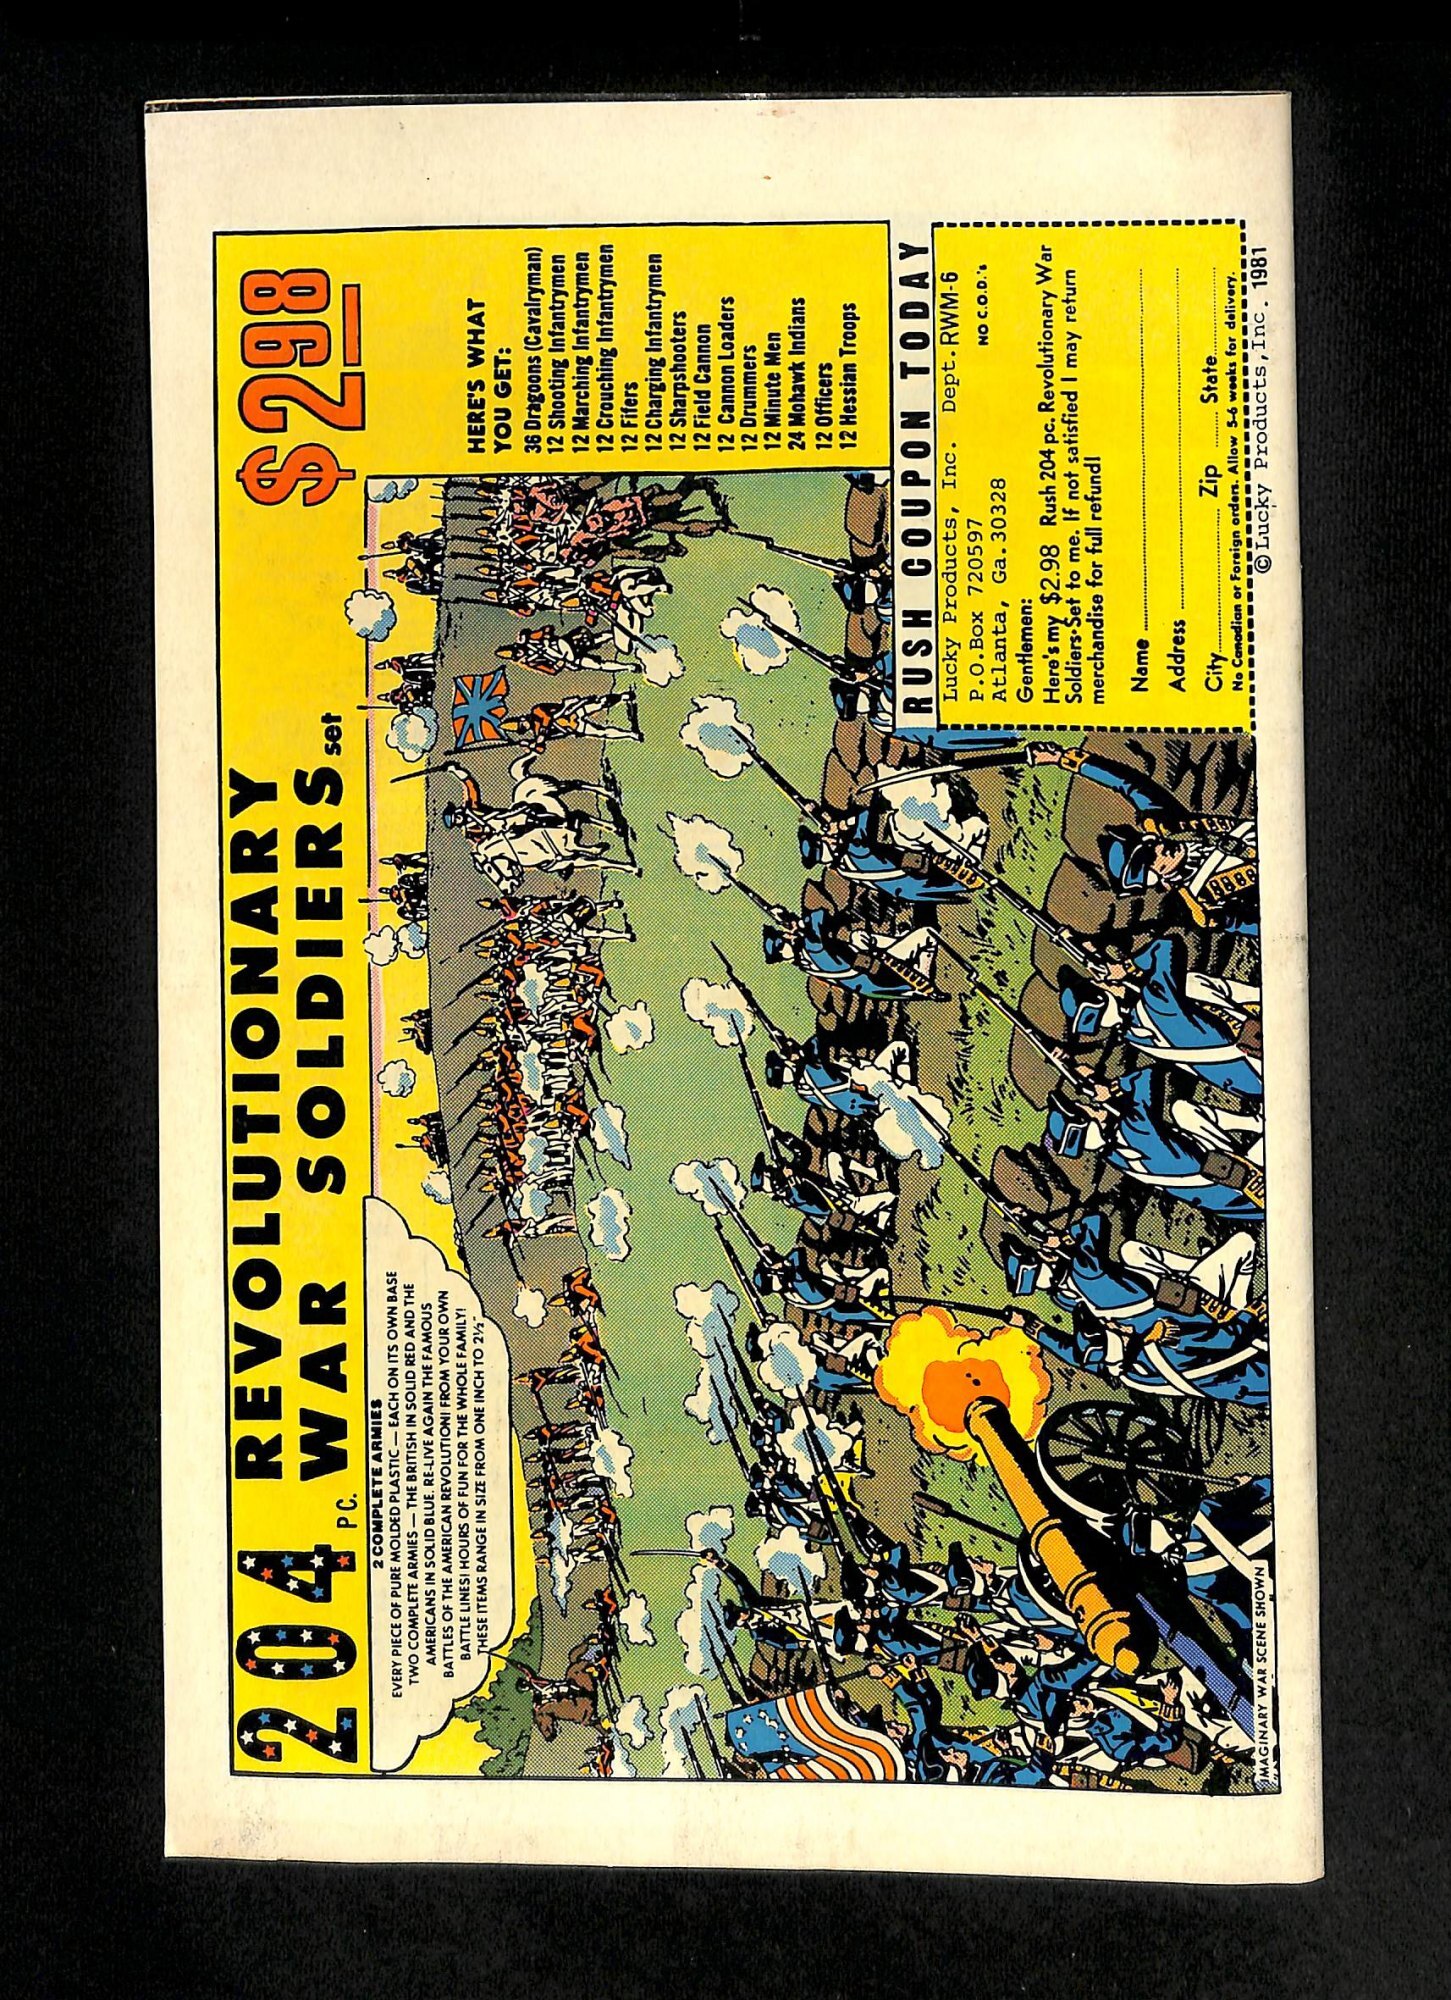 204 PC. REVOLUTIONARY
WAR SOLDIERS set
$2.98
2 COMPLETE ARMIES
EVERY PIECE OF PURE MOLDED PLASTIC — EACH ON ITS OWN BASE
TWO COMPLETE ARMIES — THE BRITISH IN SOLID RED AND THE
AMERICANS IN SOLID BLUE. RE-LIVE AGAIN THE FAMOUS
BATTLES OF THE AMERICAN REVOLUTION! FROM YOUR OWN
BATTLE LINES! HOURS OF FUN FOR THE WHOLE FAMILY!
THESE ITEMS RANGE IN SIZE FROM ONE INCH TO 2½"
HERE'S WHAT
YOU GET:
36 Dragoons (Cavalryman)
12 Shooting Infantrymen
12 Marching Infantrymen
12 Crouching Infantrymen
12 Fifers
12 Charging Infantrymen
12 Sharpshooters
12 Field Cannon
12 Cannon Loaders
12 Drummers
12 Minute Men
24 Mohawk Indians
12 Officers
12 Hessian Troops
RUSH COUPON TODAY
Lucky Products, Inc. Dept. RWM-6
P.O.Box 720597
NO C.O.D.'s
Atlanta, Ga. 30328
Gentlemen:
Here's my $2.98 Rush 204 pc. Revolutionary War
Soldiers Set to me. If not satisfied I may return
merchandise for full refund!
Name
Address
City Zip State
No Canadian or Foreign orders. Allow 5-6 weeks for delivery.
© Lucky Products, Inc. 1981
IMAGINARY WAR SCENE SHOWN